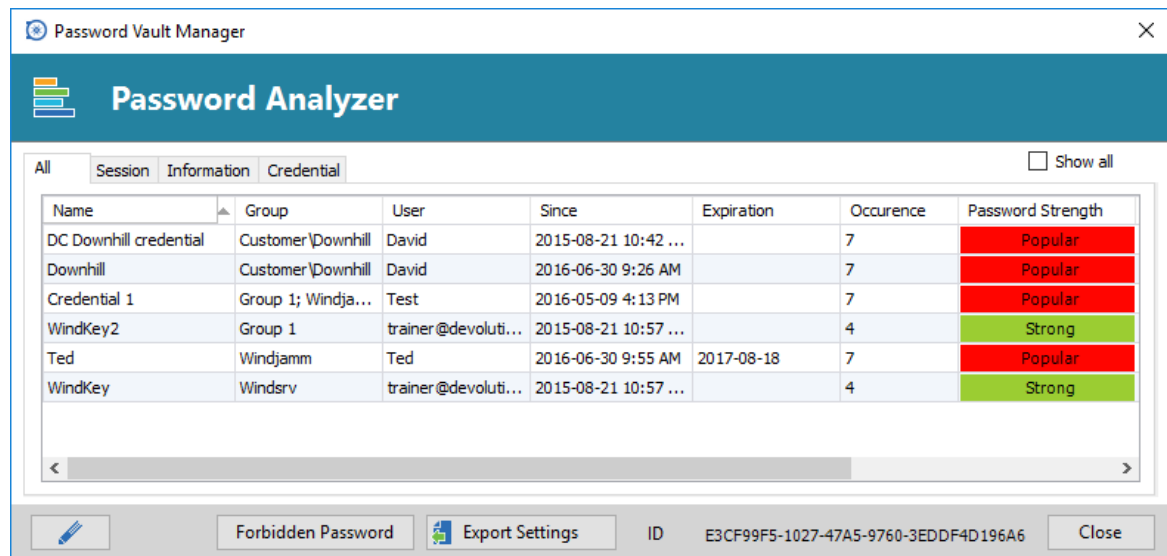 Password Vault Manager
Password Analyzer
All Session Information Credential Show all
Name Group User Since Expiration Occurence Password Strength
DC Downhill credential Customer\Downhill David 2015-08-21 10:42 ... 7 Popular
Downhill Customer\Downhill David 2016-06-30 9:26 AM 7 Popular
Credential 1 Group 1; Windja... Test 2016-05-09 4:13 PM 7 Popular
WindKey2 Group 1 trainer@devoluti... 2015-08-21 10:57 ... 4 Strong
Ted Windjamm Ted 2016-06-30 9:55 AM 2017-08-18 7 Popular
WindKey Windsrv trainer@devoluti... 2015-08-21 10:57 ... 4 Strong
Forbidden Password Export Settings ID E3CF99F5-1027-47A5-9760-3EDDF4D196A6 Close